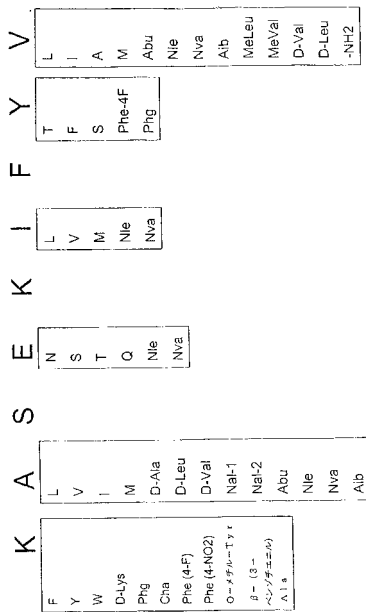 K A S E K I F Y V
F
Y
W
D-Lys
Phg
Cha
Phe (4-F)
Phe (4-NO2)
O-メチル-Tyr
β-(3-
ベンゾチエニル)
Ala
L
V
I
M
D-Ala
D-Leu
D-Val
Nal-1
Nal-2
Abu
Nle
Nva
Aib
N
S
T
Q
Nle
Nva
L
V
M
Nle
Nva
T
F
S
Phe-4F
Phg
L
I
A
M
Abu
Nle
Nva
Aib
MeLeu
MeVal
D-Val
D-Leu
-NH2